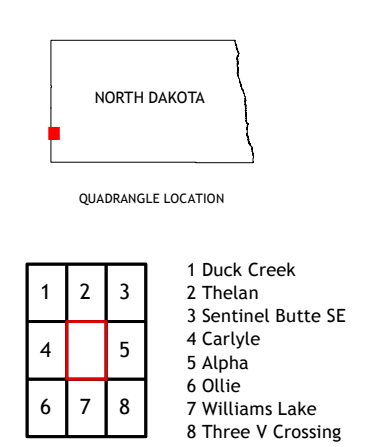 NORTH DAKOTA
QUADRANGLE LOCATION
1 2 3
4 5
6 7 8
1 Duck Creek
2 Thelan
3 Sentinel Butte SE
4 Carlyle
5 Alpha
6 Ollie
7 Williams Lake
8 Three V Crossing